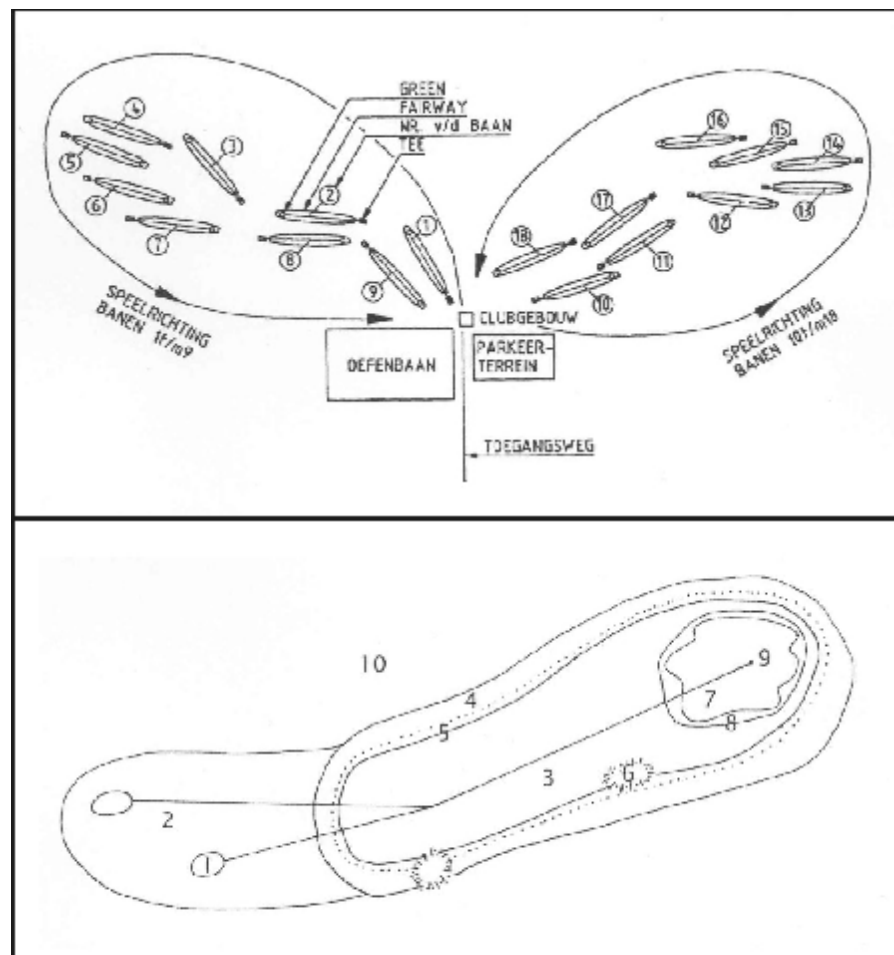 GREEN
FAIRWAY
NR. v/d BAAN
TEE
4
5
3
6
2
7
8
1
9
16
15
14
17
12
13
18
11
10
SPEELRICHTING
BANEN 1t/m9
CLUBGEBOUW
OEFENBAAN
PARKEER-
TERREIN
SPEELRICHTING
BANEN 10t/m18
TOEGANGSWEG
10
4
5
9
7
8
3
G
2
1